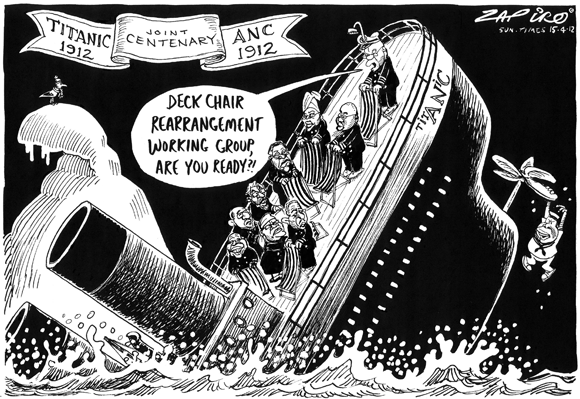 TITANIC
1912
JOINT
CENTENARY
ANC
1912
ZAPIRO
SUN. TIMES 15-4-12
DECK CHAIR
REARRANGEMENT
WORKING GROUP,
ARE YOU READY?!
TITANC